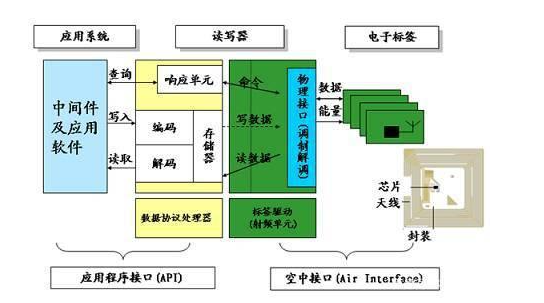 应用系统
读写器
电子标签
中间件
及应用
软件
查询
写入
读取
响应单元
编码
解码
存储器
命令
写数据
读数据
物理接口(调制解调)
数据
能量
芯片
天线
封装
数据协议处理器
标签驱动
(射频单元)
应用程序接口(API)
空中接口(Air Interface)